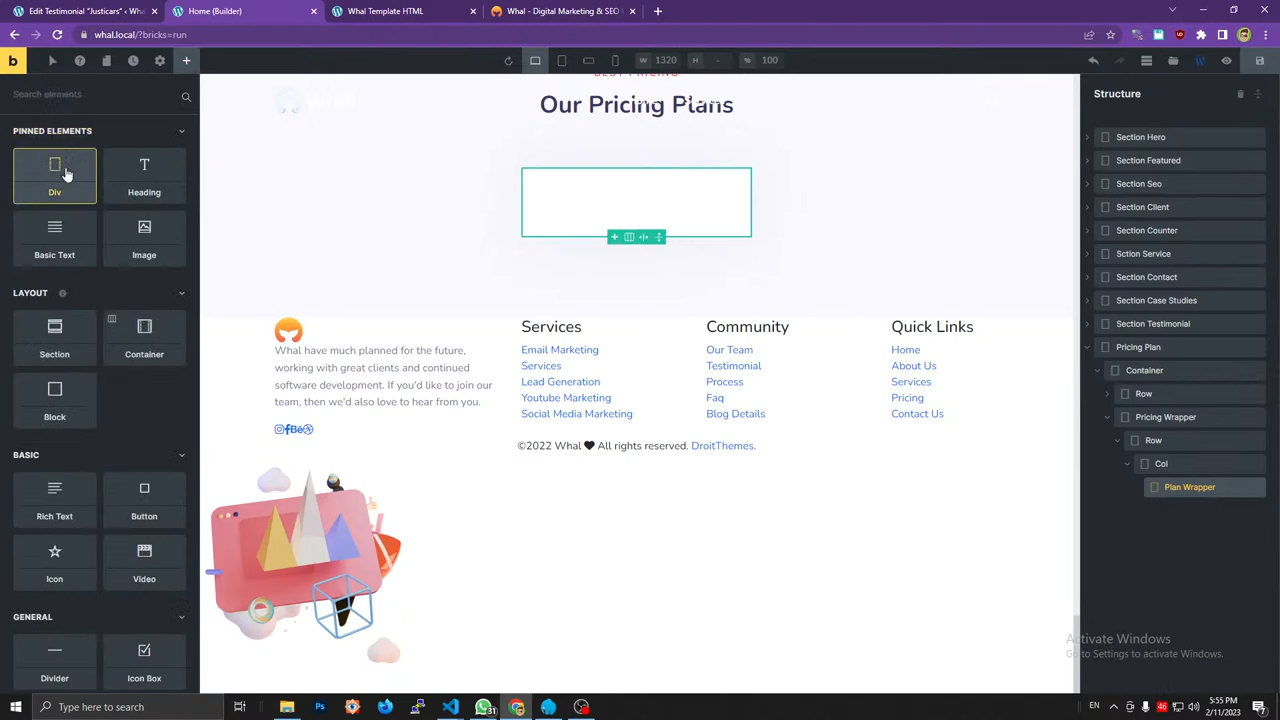 Edit Testimonial "Justicars" - Wha
Home (Builder)
What Template HTML
Whal - Digital Marketing & SEO
whal.local/?bricks=run
b
W 1320 H - % 100
Search elements
PINNED ELEMENTS
Div
Heading
Basic Text
Image
LAYOUT
Section
Container
Block
BASIC
Rich Text
Button
Icon
Video
GENERAL
Divider
Icon Box
BEST PRICING
Our Pricing Plans
Whal have much planned for the future,
working with great clients and continued
software development. If you'd like to join our
team, then we'd also love to hear from you.
Services
Email Marketing
Services
Lead Generation
Youtube Marketing
Social Media Marketing
Community
Our Team
Testimonial
Process
Faq
Blog Details
Quick Links
Home
About Us
Services
Pricing
Contact Us
©2022 Whal 🖤 All rights reserved. DroitThemes.
Structure
Section Hero
Section Featured
Section Seo
Section Client
Section Counter
Sction Service
Section Contact
Section Case Studies
Section Testimonial
Pricing Plan
Container
Row
Pricing Wrapper
Row
Col
Plan Wrapper
Activate Windows
Go to Settings to activate Windows.
Type here to search
31
EN
46
5:55 PM
2/11/2023